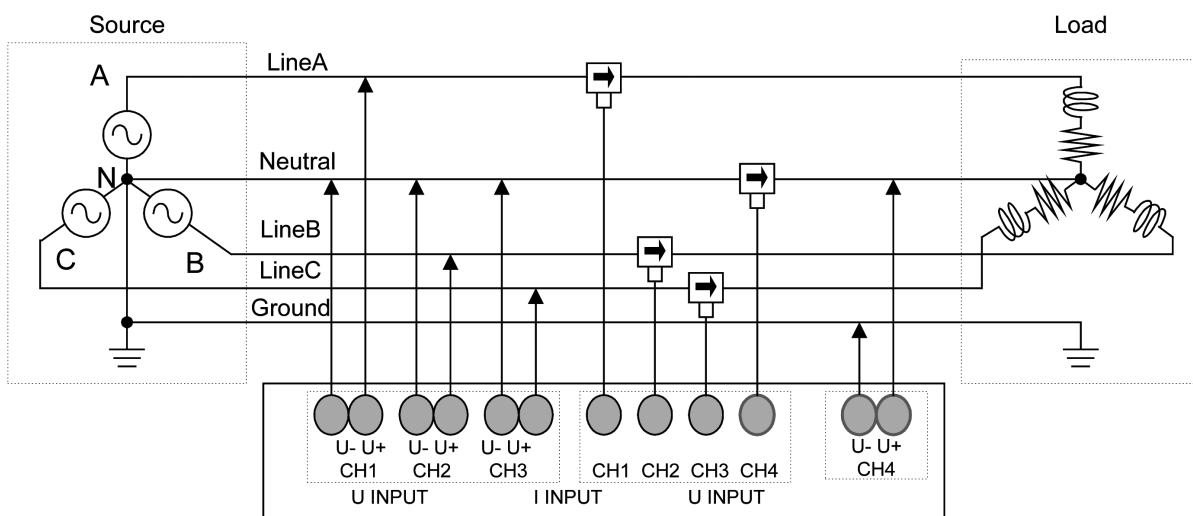 Source
Load
LineA
A
Neutral
N
LineB
C
B
LineC
Ground
U- U+
U- U+
U- U+
U- U+
CH1
CH2
CH3
CH1
CH2
CH3
CH4
CH4
U INPUT
I INPUT
U INPUT